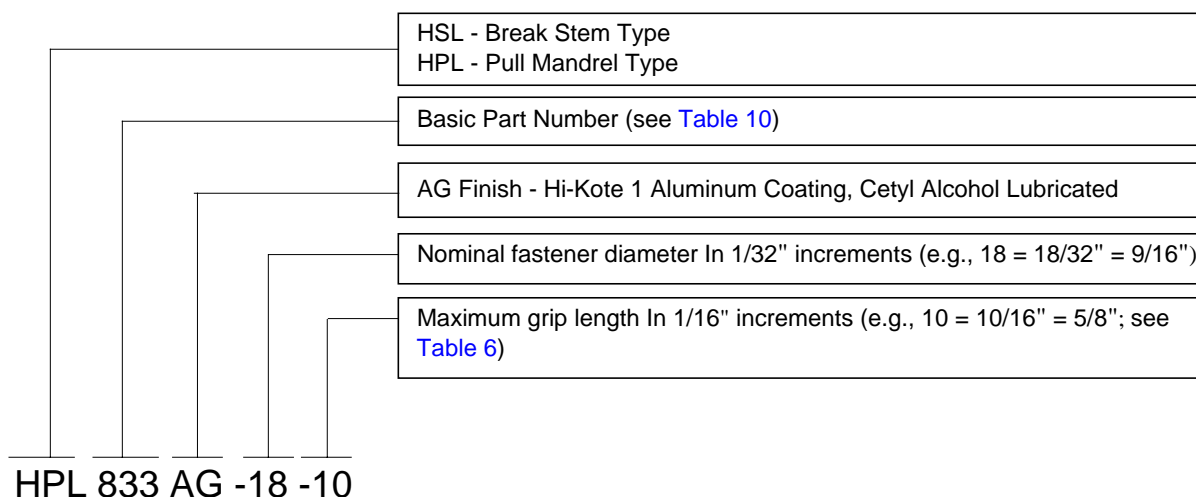 HSL - Break Stem Type
HPL - Pull Mandrel Type
Basic Part Number (see Table 10)
AG Finish - Hi-Kote 1 Aluminum Coating, Cetyl Alcohol Lubricated
Nominal fastener diameter In 1/32" increments (e.g., 18 = 18/32" = 9/16")
Maximum grip length In 1/16" increments (e.g., 10 = 10/16" = 5/8"; see
Table 6)
HPL 833 AG -18 -10